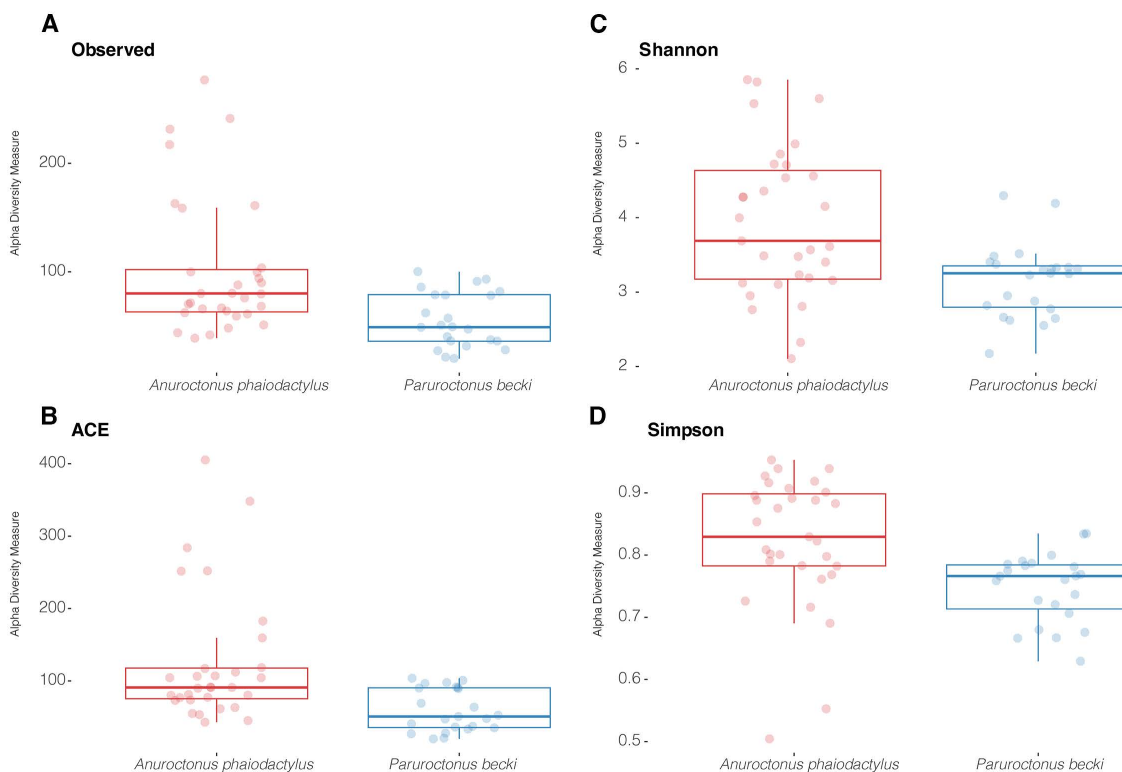 A
Observed
Alpha Diversity Measure
200-
100-
Anuroctonus phaiodactylus
Paruroctonus becki
B
ACE
Alpha Diversity Measure
400-
300-
200-
100-
Anuroctonus phaiodactylus
Paruroctonus becki
C
Shannon
Alpha Diversity Measure
6 -
5 -
4 -
3 -
2 -
Anuroctonus phaiodactylus
Paruroctonus becki
D
Simpson
Alpha Diversity Measure
0.9-
0.8-
0.7-
0.6-
0.5-
Anuroctonus phaiodactylus
Paruroctonus becki